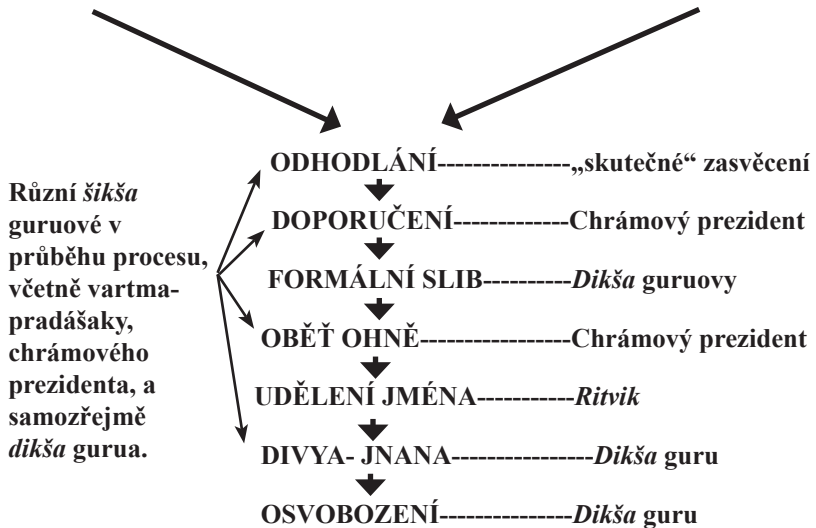 ODHODLÁNÍ---------------„skutečné“ zasvěcení
DOPORUČENÍ-------------Chrámový prezident
FORMÁLNÍ SLIB----------Dikša guruovy
OBĚŤ OHNĚ-----------------Chrámový prezident
UDĚLENÍ JMÉNA-----------Ritvik
DIVYA- JNANA----------------Dikša guru
OSVOBOZENÍ---------------Dikša guru
Různí šikša
guruové v
průběhu procesu,
včetně vartma-
pradášaky,
chrámového
prezidenta, a
samozřejmě
dikša gurua.